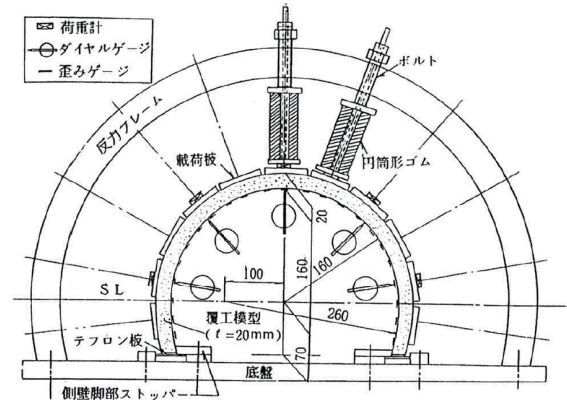 荷重計
ダイヤルゲージ
歪みゲージ
ボルト
反力フレーム
載荷板
円筒形ゴム
20
160
160
100
SL
260
覆工模型
(t=20mm)
テフロン板
70
底盤
側壁脚部ストッパー